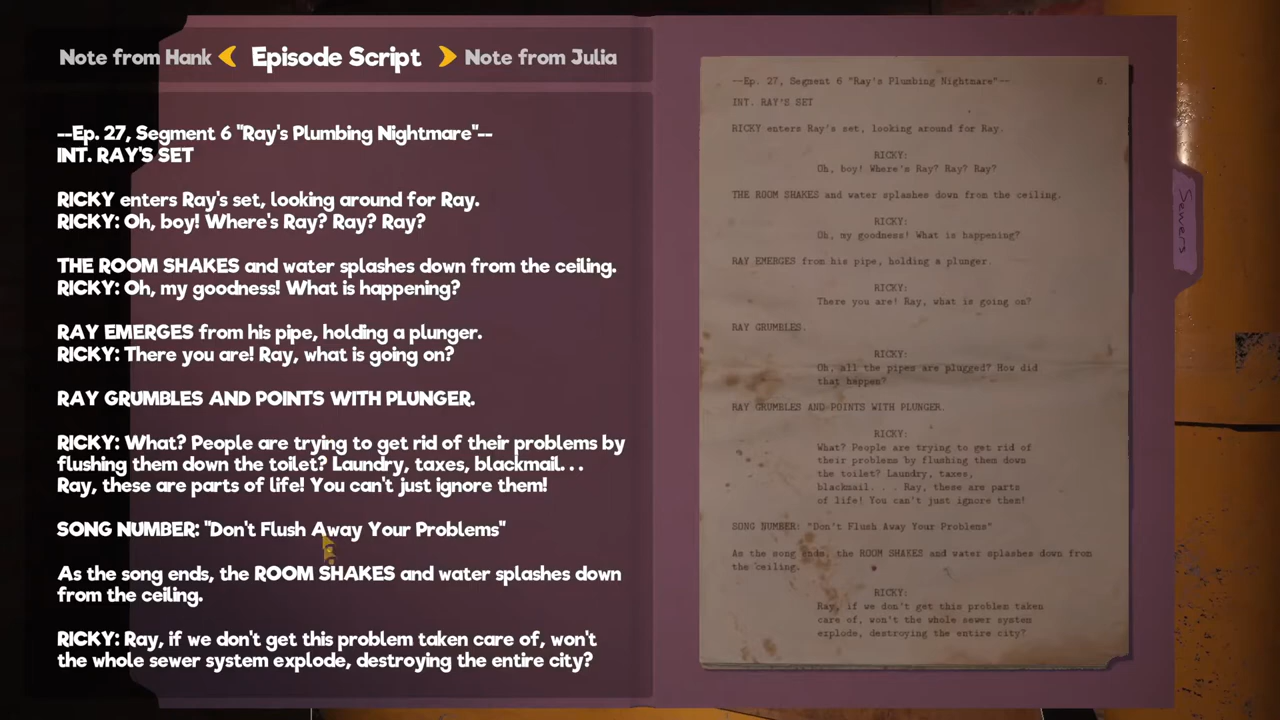 Note from Hank
Episode Script
Note from Julia
--Ep. 27, Segment 6 "Ray's Plumbing Nightmare"--
INT. RAY'S SET
RICKY enters Ray's set, looking around for Ray.
RICKY: Oh, boy! Where's Ray? Ray? Ray?
THE ROOM SHAKES and water splashes down from the ceiling.
RICKY: Oh, my goodness! What is happening?
RAY EMERGES from his pipe, holding a plunger.
RICKY: There you are! Ray, what is going on?
RAY GRUMBLES AND POINTS WITH PLUNGER.
RICKY: What? People are trying to get rid of their problems by
flushing them down the toilet? Laundry, taxes, blackmail. . .
Ray, these are parts of life! You can't just ignore them!
SONG NUMBER: "Don't Flush Away Your Problems"
As the song ends, the ROOM SHAKES and water splashes down
from the ceiling.
RICKY: Ray, if we don't get this problem taken care of, won't
the whole sewer system explode, destroying the entire city?
--Ep. 27, Segment 6 "Ray's Plumbing Nightmare"-- 6.
INT. RAY'S SET
RICKY enters Ray's set, looking around for Ray.
RICKY:
Oh, boy! Where's Ray? Ray? Ray?
THE ROOM SHAKES and water splashes down from the ceiling.
RICKY:
Oh, my goodness! What is happening?
RAY EMERGES from his pipe, holding a plunger.
RICKY:
There you are! Ray, what is going on?
RAY GRUMBLES.
RICKY:
Oh, all the pipes are plugged? How did
that happen?
RAY GRUMBLES AND POINTS WITH PLUNGER.
RICKY:
What? People are trying to get rid of
their problems by flushing them down
the toilet? Laundry, taxes,
blackmail. . . Ray, these are parts
of life! You can't just ignore them!
SONG NUMBER: "Don't Flush Away Your Problems"
As the song ends, the ROOM SHAKES and water splashes down from
the ceiling.
RICKY:
Ray, if we don't get this problem taken
care of, won't the whole sewer system
explode, destroying the entire city?
Sewers